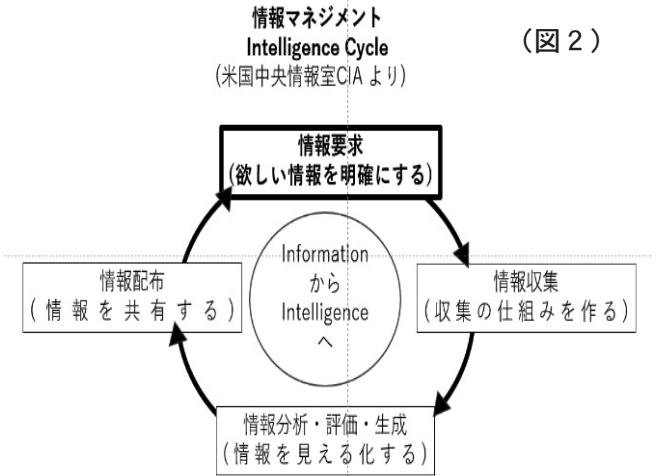 情報マネジメント
Intelligence Cycle
(米国中央情報室CIA より)
(図２)
情報要求
(欲しい情報を明確にする)
Information
から
Intelligence
へ
情報配布
(情報を共有する)
情報収集
(収集の仕組みを作る)
情報分析・評価・生成
(情報を見える化する)